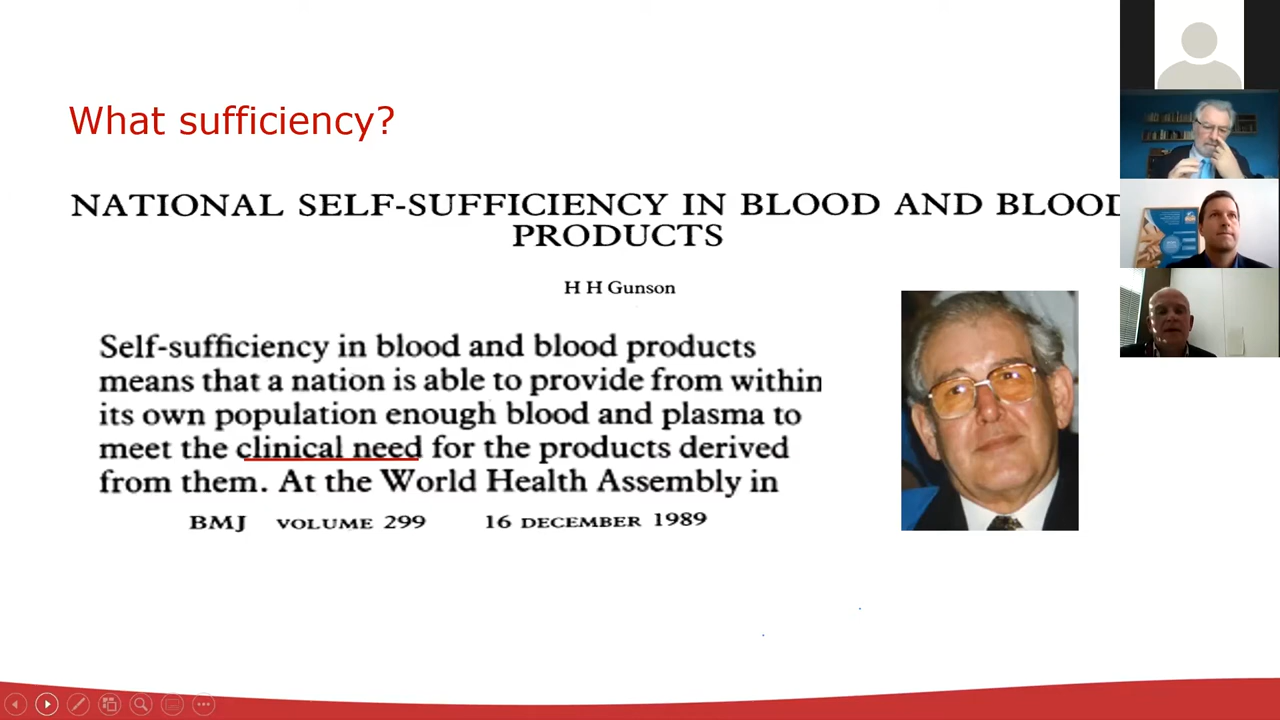 What sufficiency?
NATIONAL SELF-SUFFICIENCY IN BLOOD AND BLOOD
PRODUCTS
H H Gunson
Self-sufficiency in blood and blood products
means that a nation is able to provide from within
its own population enough blood and plasma to
meet the clinical need for the products derived
from them. At the World Health Assembly in
BMJ VOLUME 299 16 DECEMBER 1989